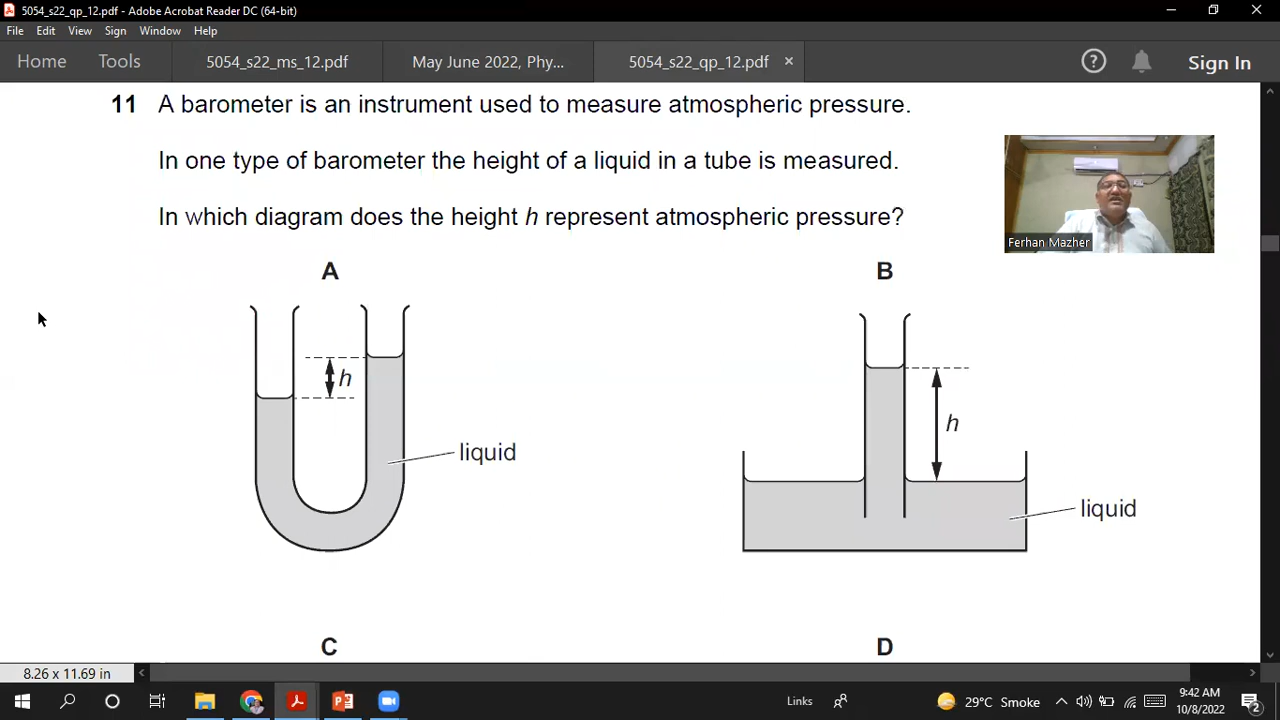 5054_s22_qp_12.pdf - Adobe Acrobat Reader DC (64-bit)
File Edit View Sign Window Help
Home Tools 5054_s22_ms_12.pdf May June 2022, Phy... 5054_s22_qp_12.pdf × ? Sign In
11 A barometer is an instrument used to measure atmospheric pressure.
In one type of barometer the height of a liquid in a tube is measured.
In which diagram does the height h represent atmospheric pressure?
Ferhan Mazher
A B
h
liquid
h
liquid
C D
8.26 x 11.69 in
Links 29°C Smoke 9:42 AM
10/8/2022
2